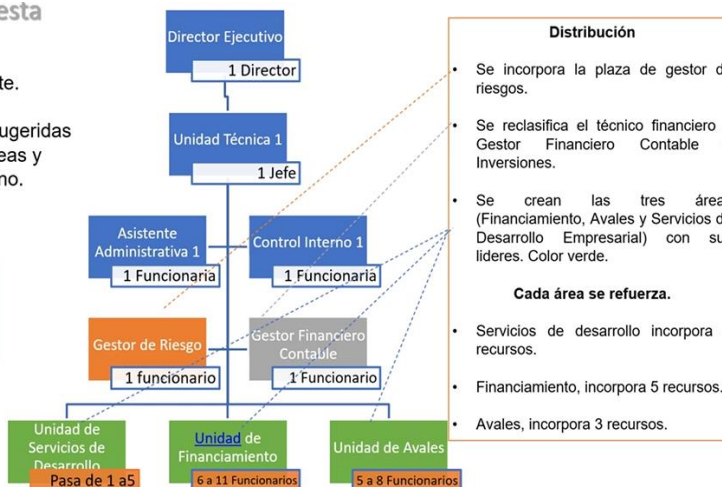 esta
te.
ugeridas
eas y
no.
Director Ejecutivo
1 Director
Unidad Técnica 1
1 Jefe
Asistente
Administrativa 1
1 Funcionaria
Control Interno 1
1 Funcionaria
Gestor de Riesgo
1 funcionario
Gestor Financiero
Contable
1 Funcionario
Unidad de
Servicios de
Desarrollo
Pasa de 1 a5
Unidad de
Financiamiento
6 a 11 Funcionarios
Unidad de Avales
5 a 8 Funcionarios
Distribución
• Se incorpora la plaza de gestor d
riesgos.
• Se reclasifica el técnico financiero
Gestor Financiero Contable
Inversiones.
• Se crean las tres área
(Financiamiento, Avales y Servicios d
Desarrollo Empresarial) con su
lideres. Color verde.
Cada área se refuerza.
• Servicios de desarrollo incorpora
recursos.
• Financiamiento, incorpora 5 recursos.
• Avales, incorpora 3 recursos.